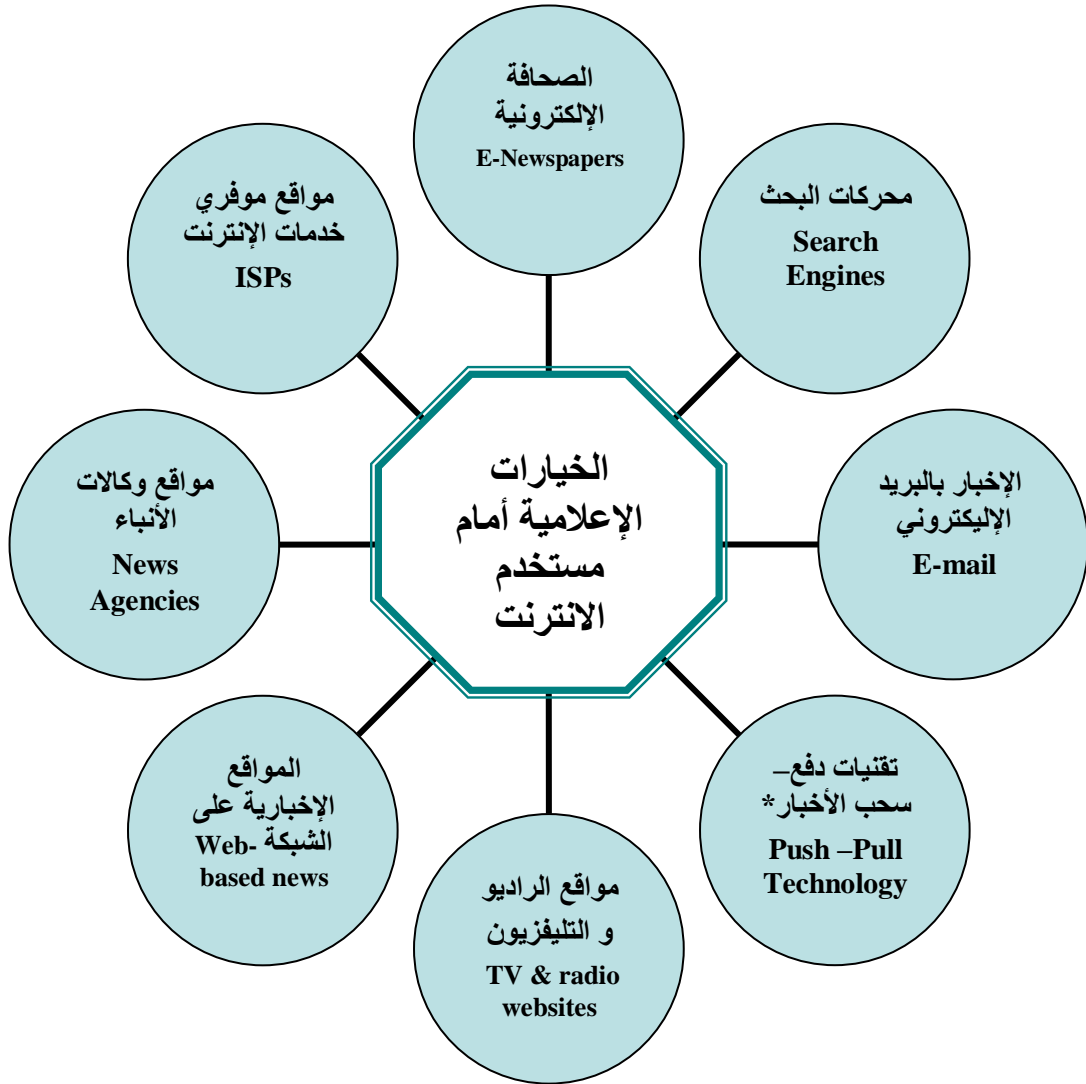 الصحافة
الإلكترونية
E-Newspapers
محركات البحث
Search
Engines
الإخبار بالبريد
الإليكتروني
E-mail
تقنيات دفع–
سحب الأخبار*
Push –Pull
Technology
مواقع الراديو
و التليفزيون
TV & radio
websites
المواقع
الإخبارية على
الشبكة Web-
based news
مواقع وكالات
الأنباء
News
Agencies
مواقع موفري
خدمات الإنترنت
ISPs
الخيارات
الإعلامية أمام
مستخدم
الانترنت